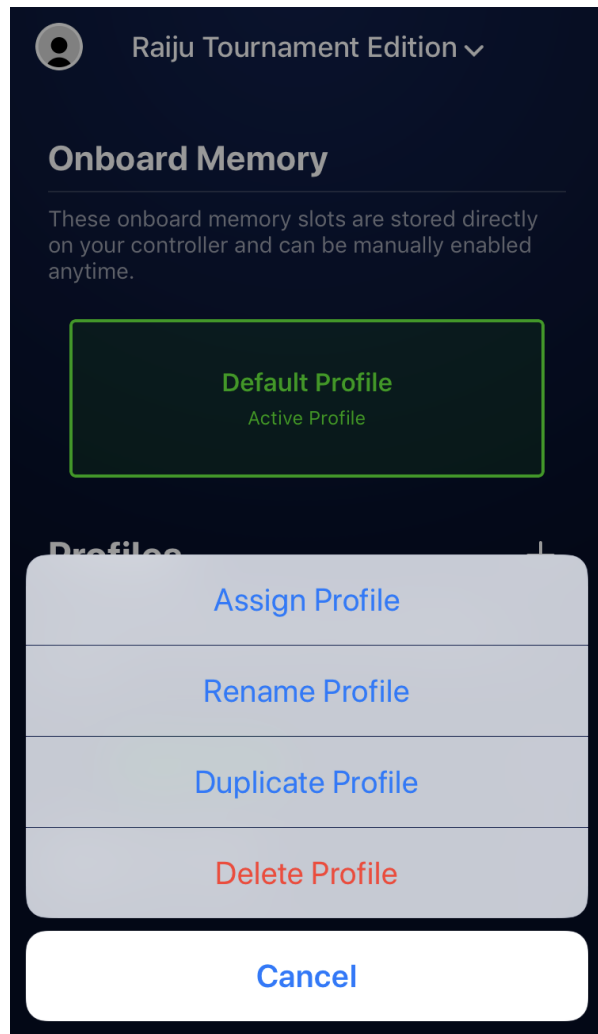 Raiju Tournament Edition
Onboard Memory
These onboard memory slots are stored directly
on your controller and can be manually enabled
anytime.
Default Profile
Active Profile
Profiles
Assign Profile
Rename Profile
Duplicate Profile
Delete Profile
Cancel